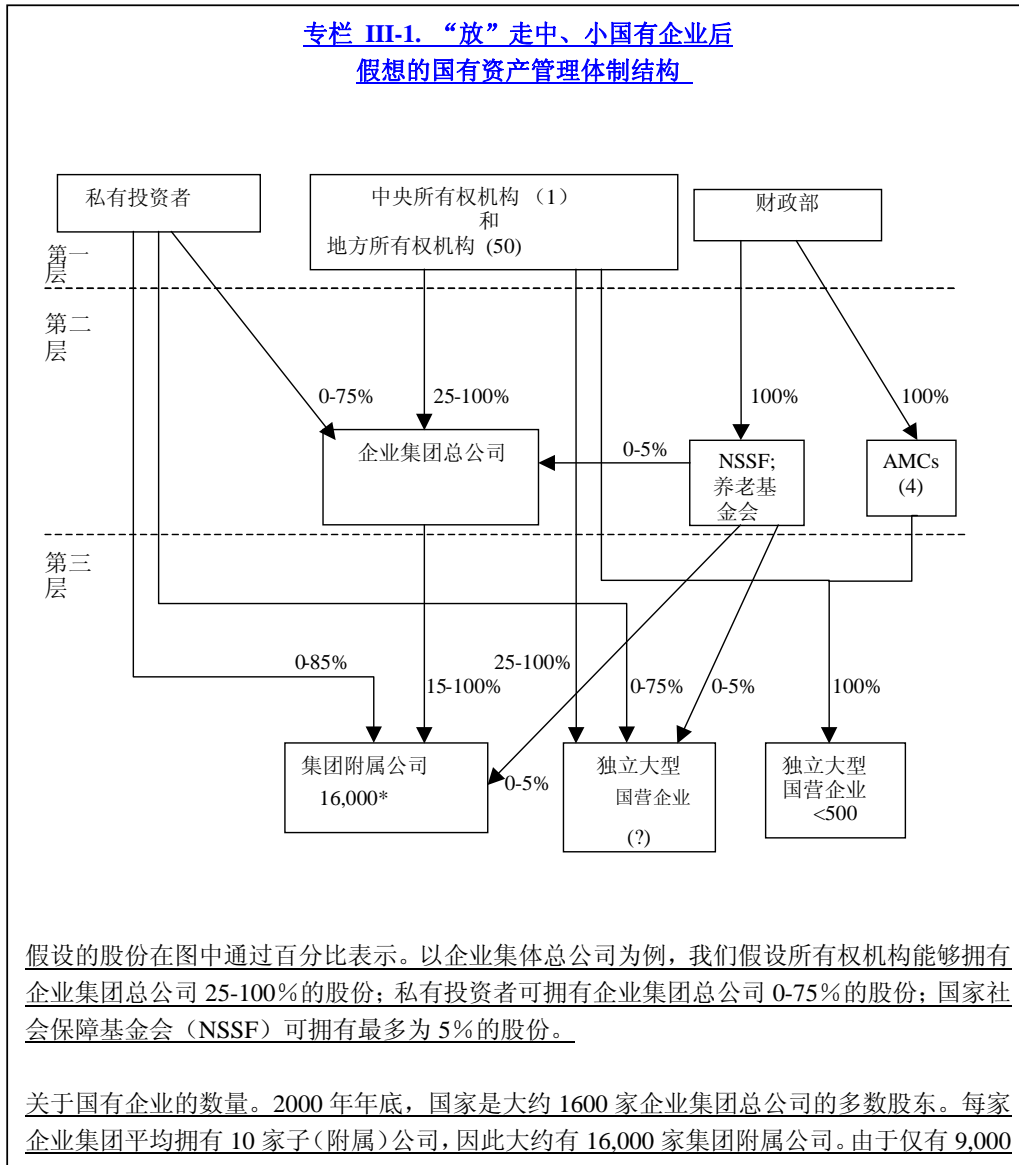 专栏 III-1. “放”走中、小国有企业后
假想的国有资产管理体制结构
私有投资者
中央所有权机构 （1）
和
地方所有权机构 (50)
财政部
第一
层
第二
层
0-75%
25-100%
100%
100%
企业集团总公司
0-5%
NSSF;
养老基
金会
AMCs
(4)
第三
层
0-85%
15-100%
25-100%
0-75%
0-5%
100%
集团附属公司
16,000*
0-5%
独立大型
国营企业
(?)
独立大型
国营企业
<500
假设的股份在图中通过百分比表示。以企业集体总公司为例，我们假设所有权机构能够拥有
企业集团总公司 25-100％的股份；私有投资者可拥有企业集团总公司 0-75％的股份；国家社
会保障基金会（NSSF）可拥有最多为 5％的股份。
关于国有企业的数量。2000 年年底，国家是大约 1600 家企业集团总公司的多数股东。每家
企业集团平均拥有 10 家子（附属）公司，因此大约有 16,000 家集团附属公司。由于仅有 9,000